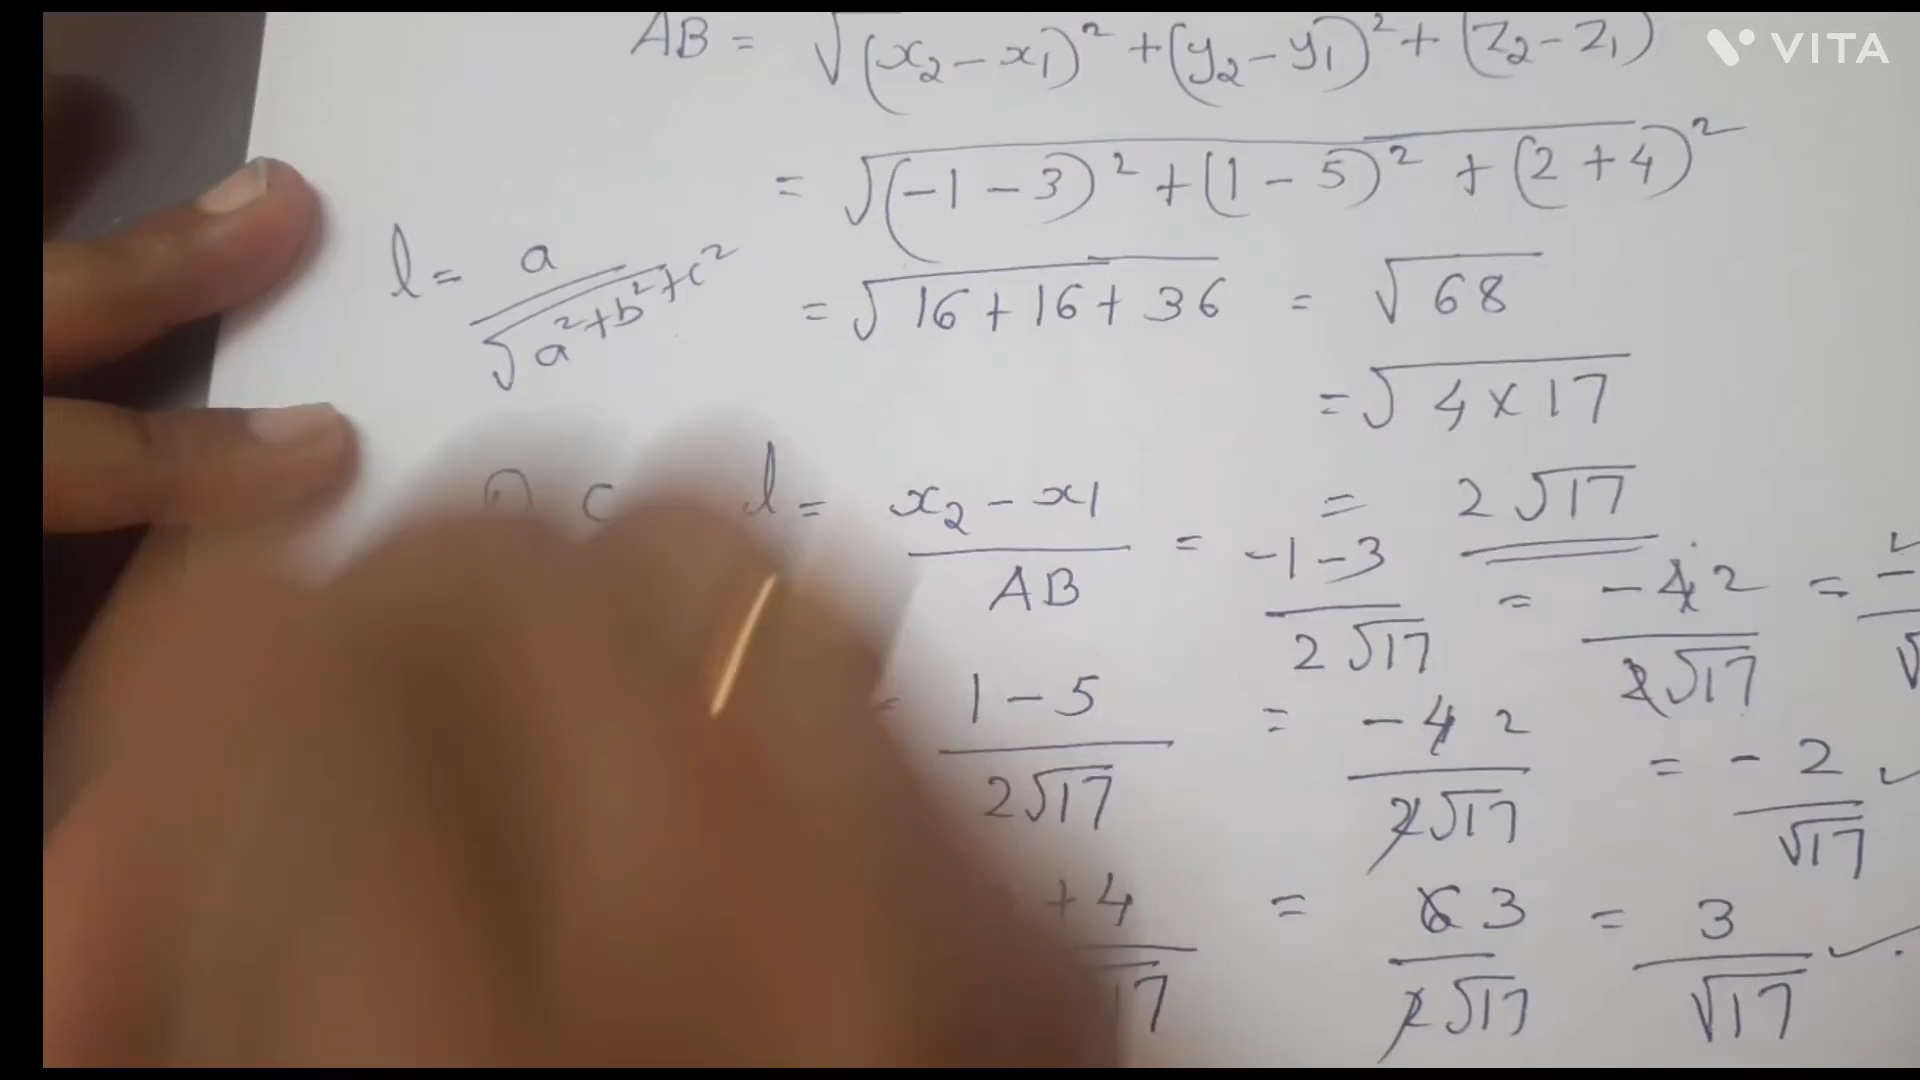 VITA
AB = √(x₂ - x₁)² + (y₂ - y₁)² + (z₂ - z₁)
= √(-1 - 3)² + (1 - 5)² + (2 + 4)²
l = a / √a² + b² + c²
= √16 + 16 + 36 = √68
= √4 × 17
= 2√17
l = x₂ - x₁ / AB = -1 - 3 / 2√17 = -4 2 / 2√17 =
1 - 5 / 2√17 = -4 2 / 2√17 = -2 / √17 ✓
+ 4 / 17 = 6 3 / 2√17 = 3 / √17 ✓